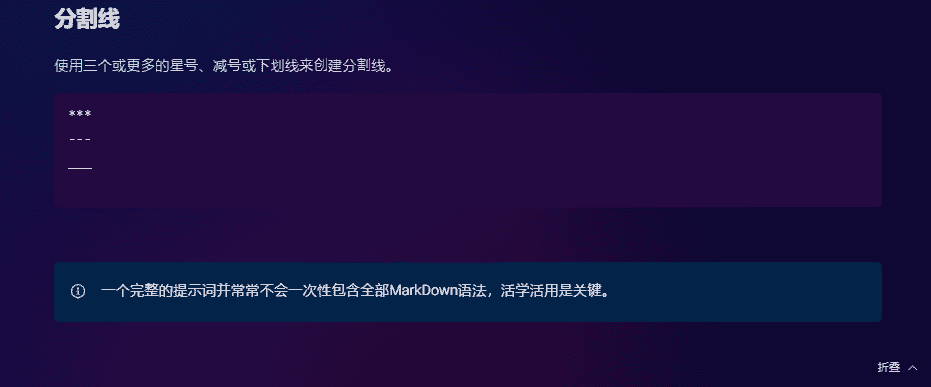 分割线
使用三个或更多的星号、减号或下划线来创建分割线。
***
---
___
一个完整的提示词并常常不会一次性包含全部MarkDown语法，活学活用是关键。
折叠